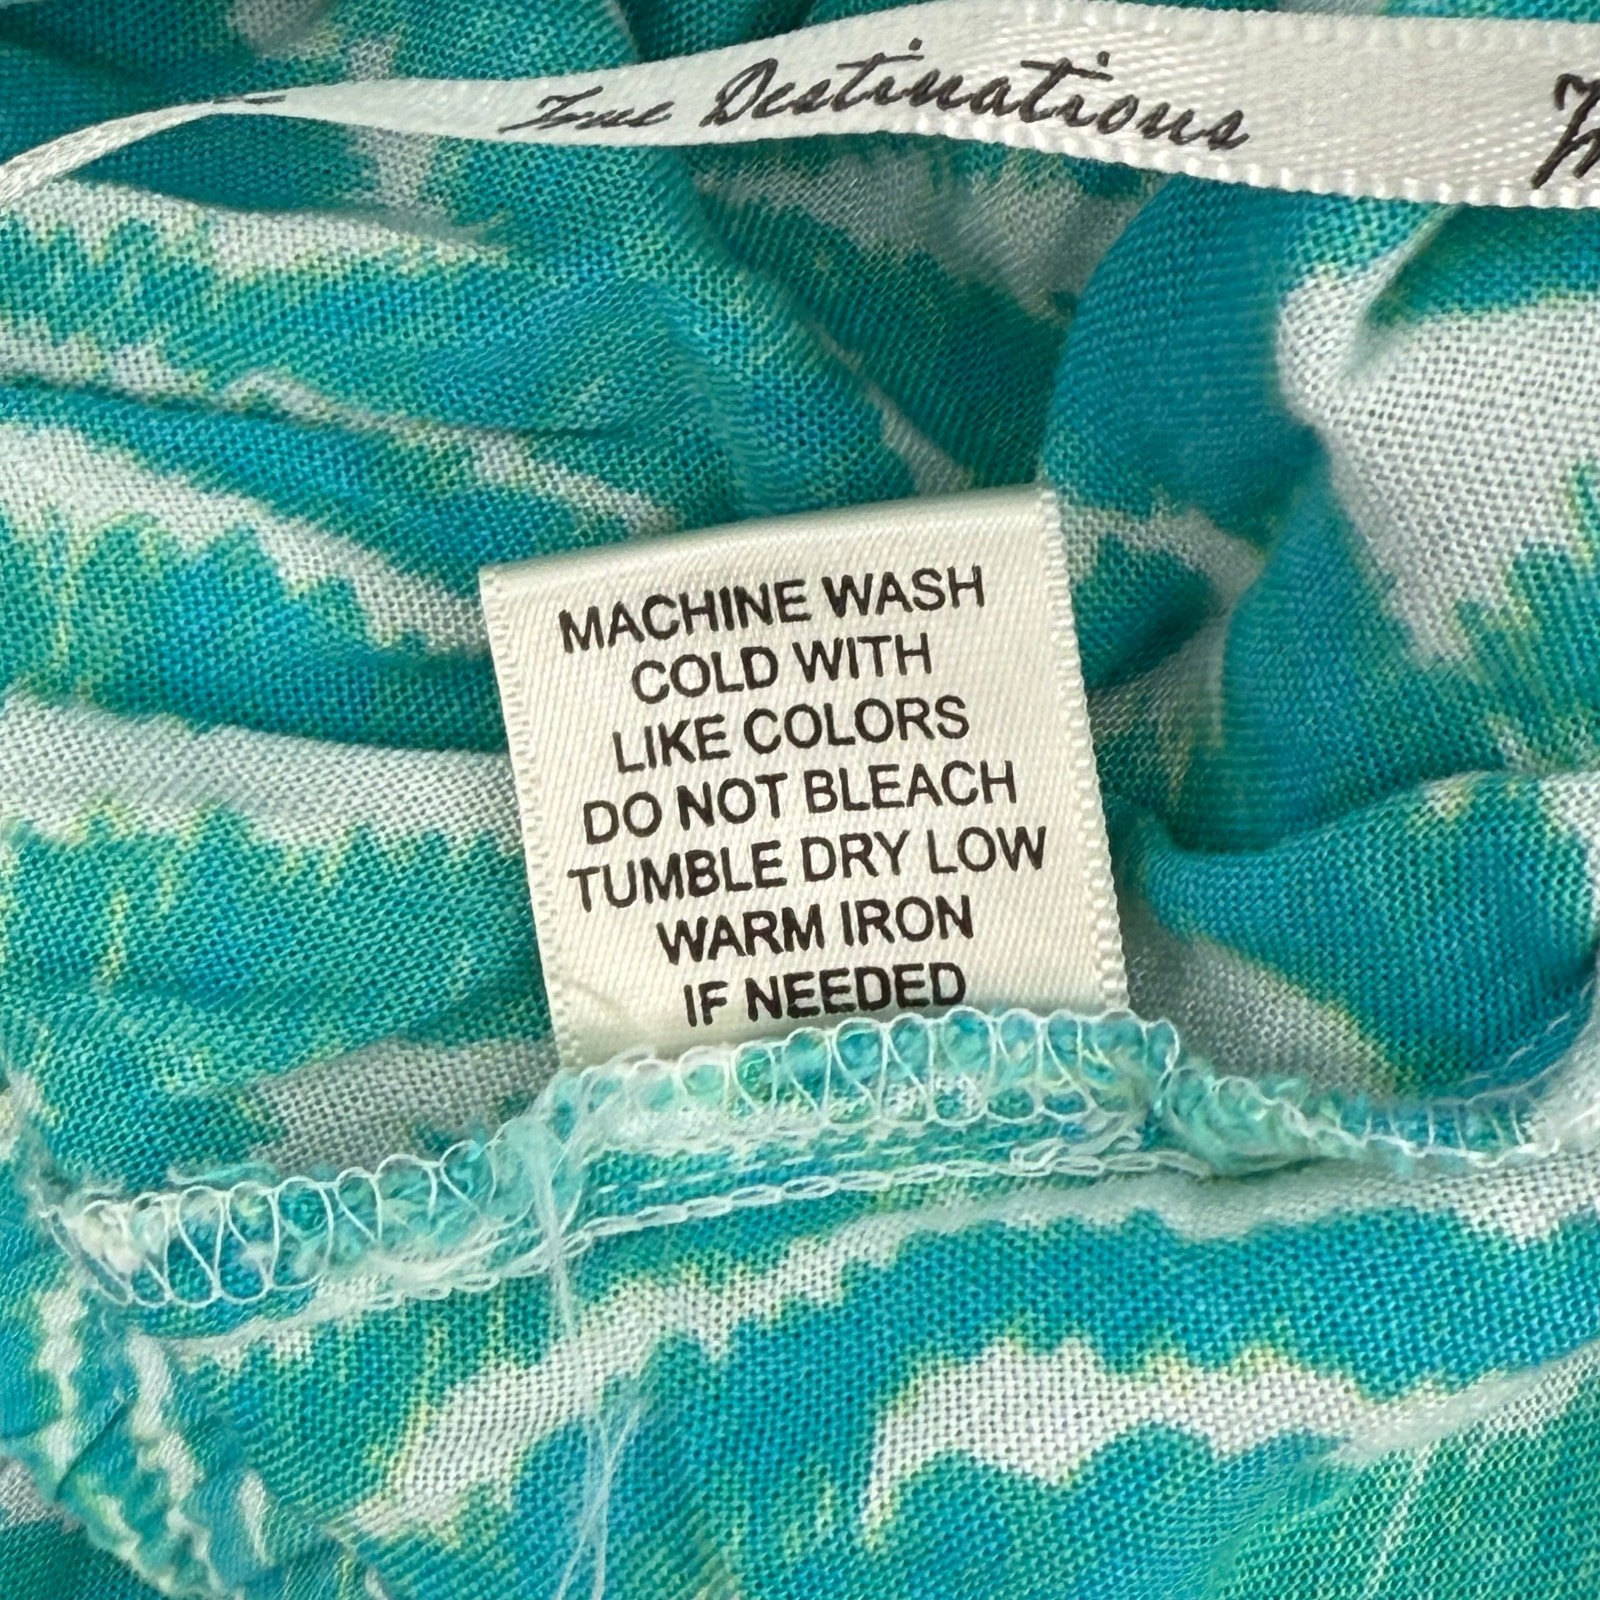 True Destinations
MACHINE WASH
COLD WITH
LIKE COLORS
DO NOT BLEACH
TUMBLE DRY LOW
WARM IRON
IF NEEDED